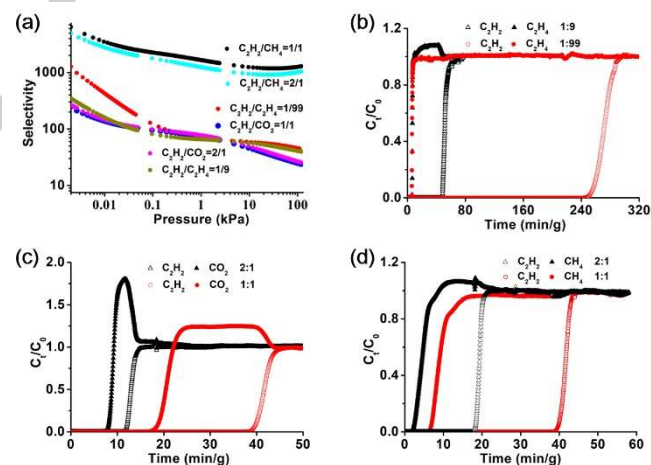 (a)
Selectivity
1000
100
10
0.01 0.1 1 10 100
Pressure (kPa)
C₂H₂/CH₄=1/1
C₂H₂/CH₄=2/1
C₂H₂/C₂H₄=1/99
C₂H₂/CO₂=1/1
C₂H₂/CO₂=2/1
C₂H₂/C₂H₄=1/9
(b)
Cₜ/C₀
1.2
0.8
0.4
0.0
0 80 160 240 320
Time (min/g)
C₂H₂ C₂H₄ 1:9
C₂H₂ C₂H₄ 1:99
(c)
Cₜ/C₀
2.0
1.5
1.0
0.5
0.0
0 10 20 30 40 50
Time (min/g)
C₂H₂ CO₂ 2:1
C₂H₂ CO₂ 1:1
(d)
Cₜ/C₀
1.2
0.8
0.4
0.0
0 20 40 60
Time (min/g)
C₂H₂ CH₄ 2:1
C₂H₂ CH₄ 1:1